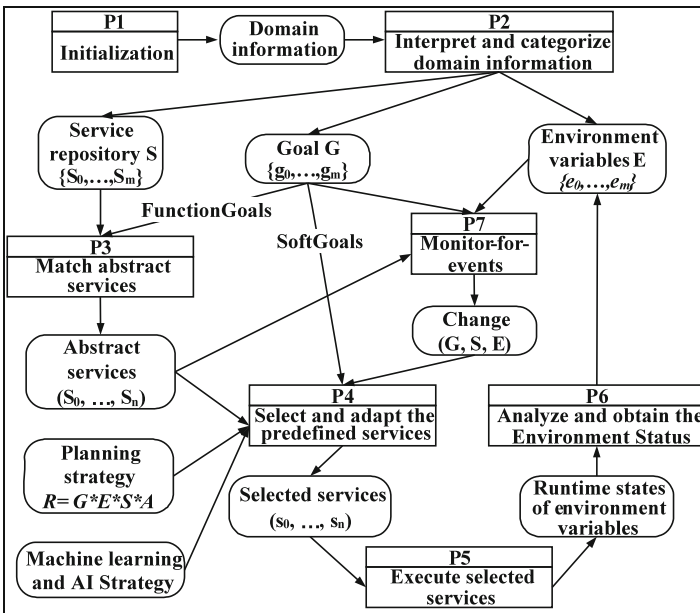 P1
Initialization
Domain
information
P2
Interpret and categorize
domain information
Service
repository S
{S₀,…,Sₘ}
Goal G
{g₀,…,gₘ}
Environment
variables E
{e₀,…,eₘ}
FunctionGoals
SoftGoals
P7
Monitor-for-
events
P3
Match abstract
services
Change
(G, S, E)
Abstract
services
(S₀, …, Sₙ)
P4
Select and adapt the
predefined services
P6
Analyze and obtain the
Environment Status
Planning
strategy
R= G*E*S*A
Selected services
(s₀, …, sₙ)
Runtime states
of environment
variables
Machine learning
and AI Strategy
P5
Execute selected
services